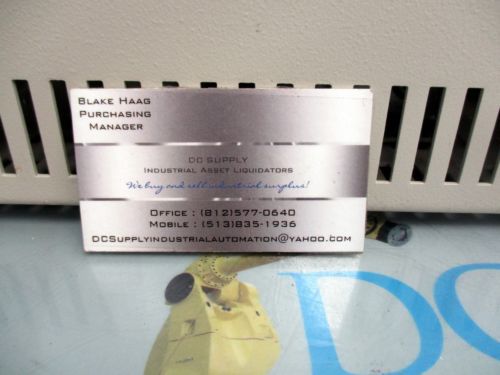 Blake Haag
Purchasing
Manager
DC SUPPLY
Industrial Asset Liquidators
We buy and sell industrial surplus!
Office : (812)577-0640
Mobile : (513)835-1936
DCSupplyindustrialautomation@yahoo.com
DC